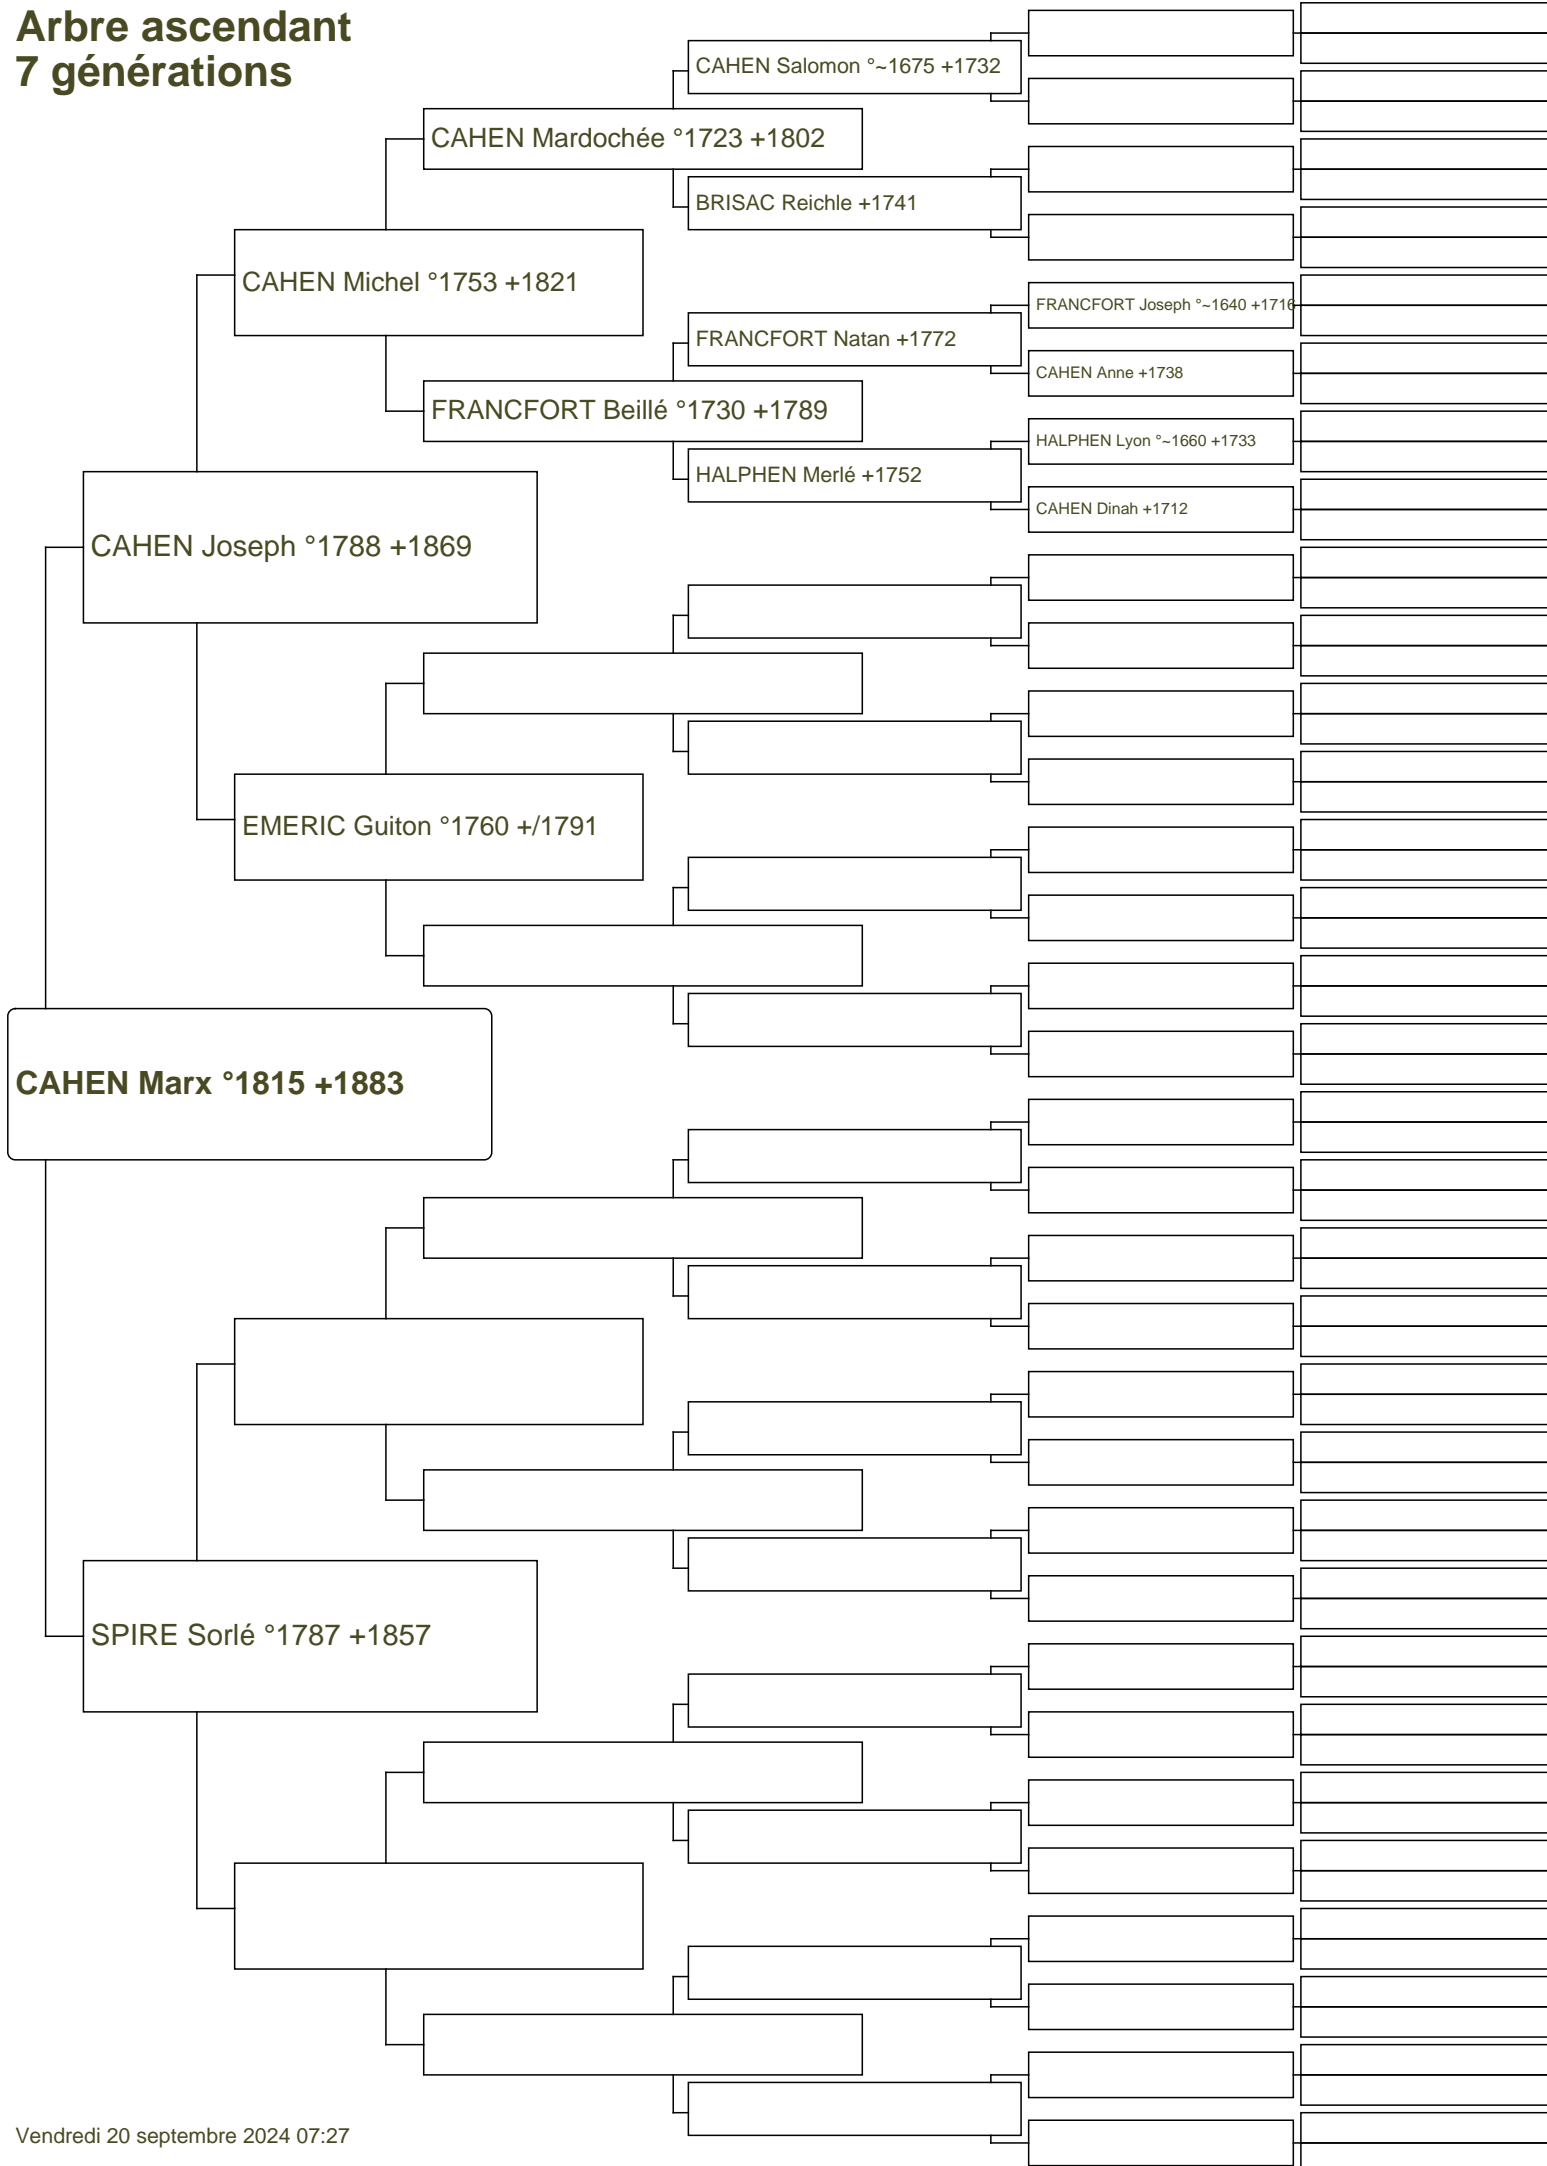 Arbre ascendant
7 générations
CAHEN Salomon °~1675 +1732
CAHEN Mardochée °1723 +1802
BRISAC Reichle +1741
CAHEN Michel °1753 +1821
FRANCFORT Joseph °~1640 +1716
FRANCFORT Natan +1772
CAHEN Anne +1738
FRANCFORT Beillé °1730 +1789
HALPHEN Lyon °~1660 +1733
HALPHEN Merlé +1752
CAHEN Dinah +1712
CAHEN Joseph °1788 +1869
EMERIC Guiton °1760 +/1791
CAHEN Marx °1815 +1883
SPIRE Sorlé °1787 +1857
Vendredi 20 septembre 2024 07:27